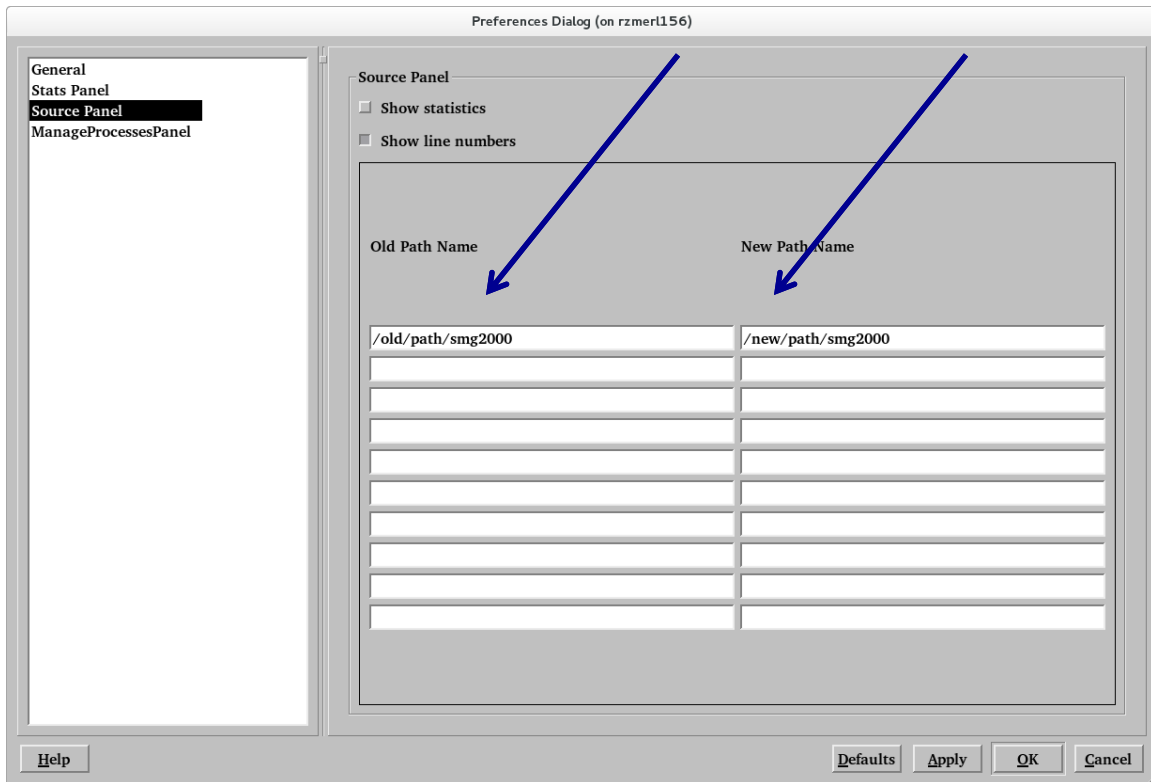 Preferences Dialog (on rzmerl156)
General
Stats Panel
Source Panel
ManageProcessesPanel
Source Panel
Show statistics
Show line numbers
Old Path Name
New Path Name
/old/path/smg2000
/new/path/smg2000
Help
Defaults
Apply
OK
Cancel